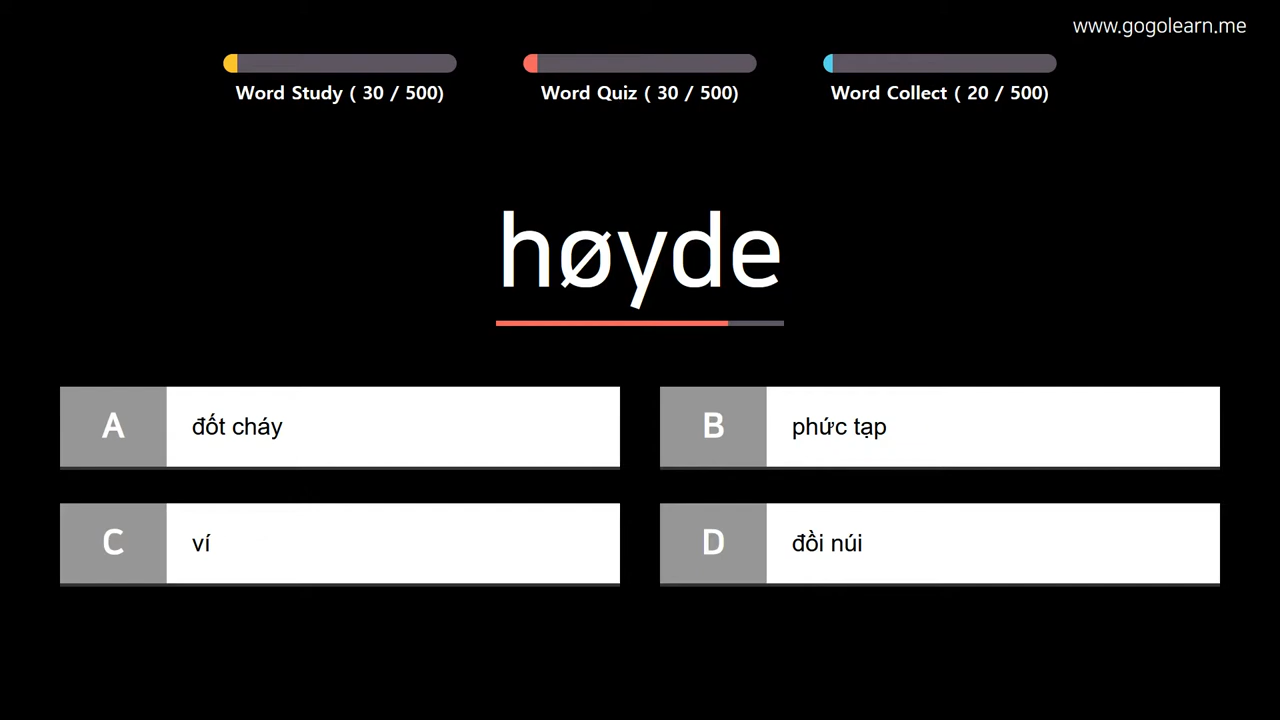 www.gogolearn.me
Word Study ( 30 / 500)
Word Quiz ( 30 / 500)
Word Collect ( 20 / 500)
høyde
A đốt cháy
B phức tạp
C ví
D đồi núi